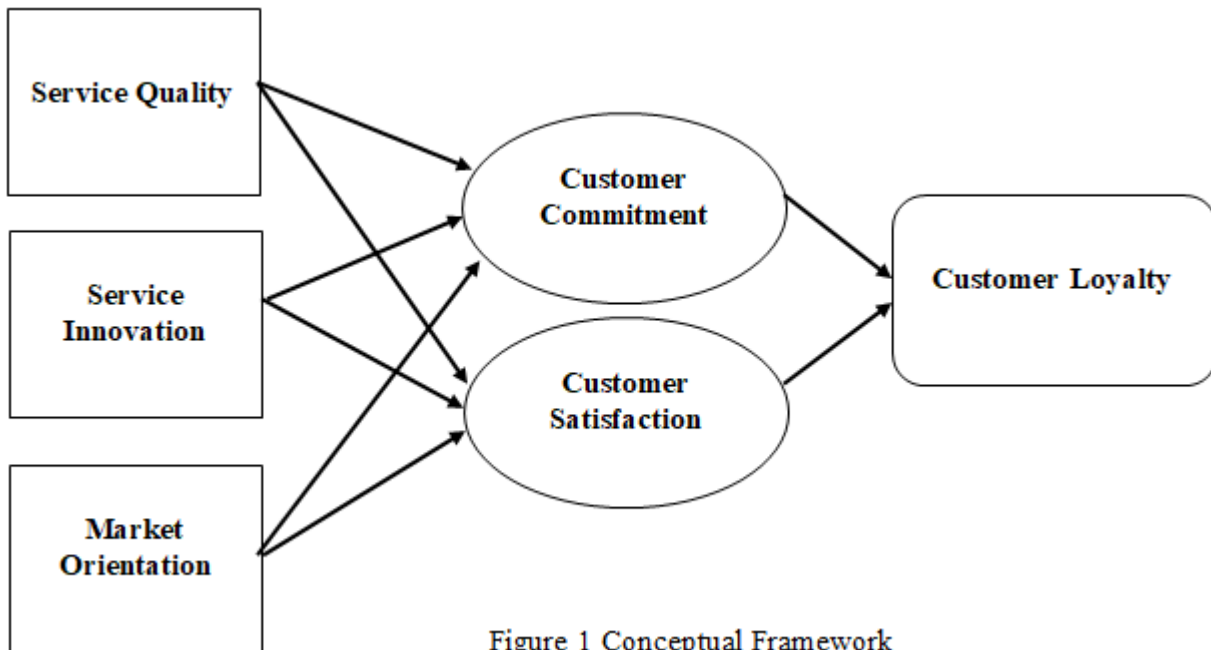 Service Quality
Service
Innovation
Market
Orientation
Customer
Commitment
Customer
Satisfaction
Customer Loyalty
Figure 1 Conceptual Framework